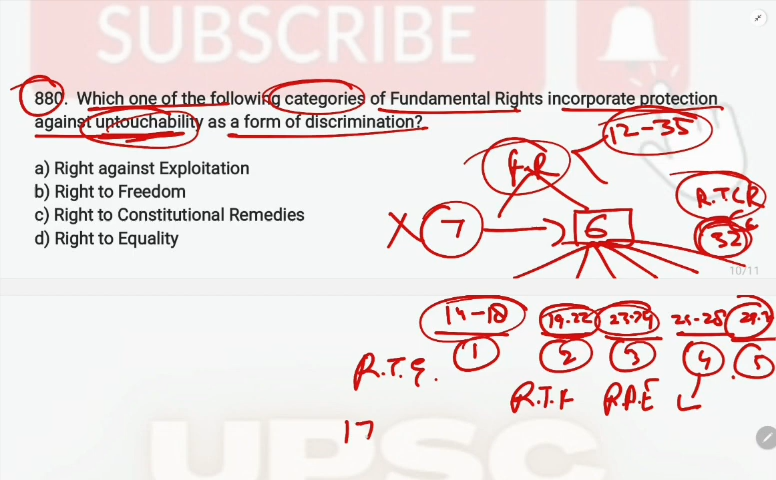 SUBSCRIBE
880. Which one of the following categories of Fundamental Rights incorporate protection
against untouchability as a form of discrimination?
12-35
F.R
a) Right against Exploitation
b) Right to Freedom
R.T.C.R
c) Right to Constitutional Remedies
X 7 6
32
d) Right to Equality
10/11
14-18 19-22 23-24 25-28
1 2 3 4 5
R.T.E.
R.T.F R.A.E
17
UPSC